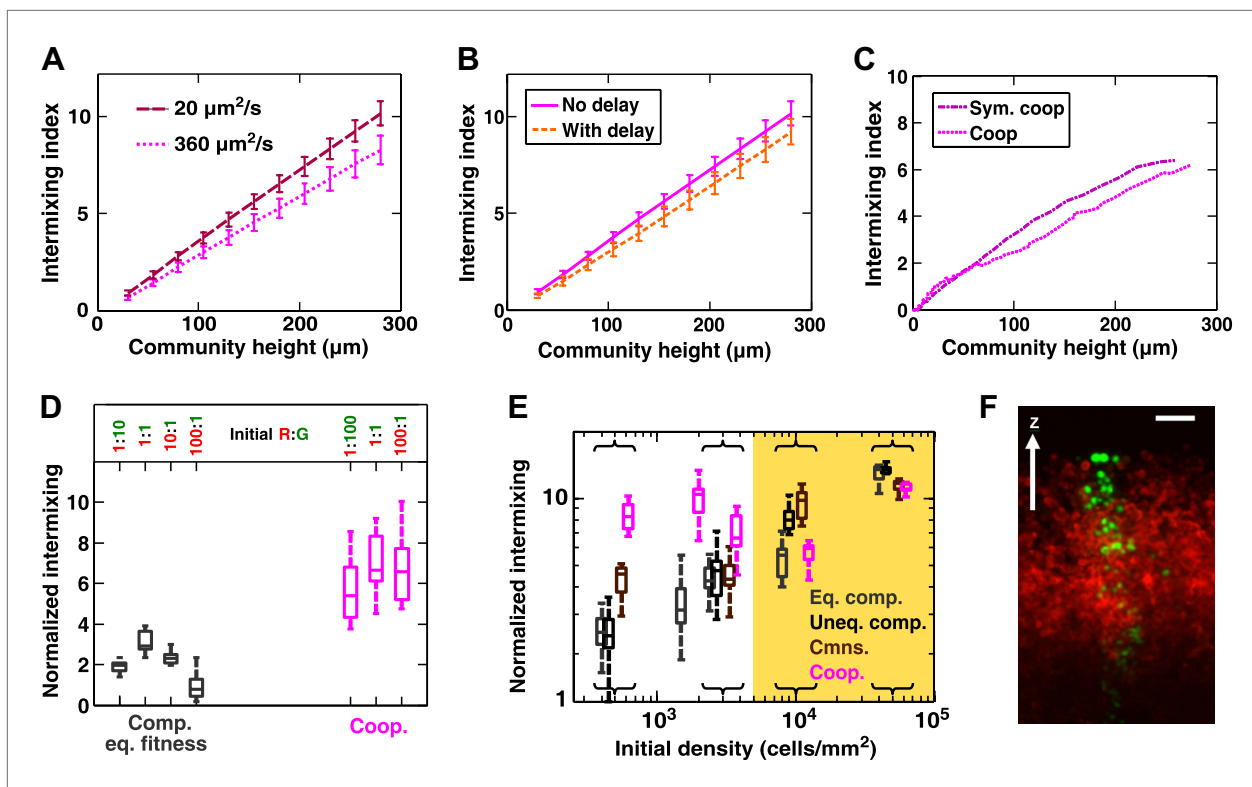 A
Intermixing index
10
5
0
20 µm²/s
360 µm²/s
0 100 200 300
Community height (µm)
B
Intermixing index
10
5
0
No delay
With delay
0 100 200 300
Community height (µm)
C
Intermixing index
10
8
6
4
2
0
Sym. coop
Coop
0 100 200 300
Community height (µm)
D
1:10 1:1 10:1 100:1 Initial R:G 1:100 1:1 100:1
Normalized intermixing
10
8
6
4
2
0
Comp.
eq. fitness
Coop.
E
Normalized intermixing
10
1
Eq. comp.
Uneq. comp.
Cmns.
Coop.
10³ 10⁴ 10⁵
Initial density (cells/mm²)
F
z